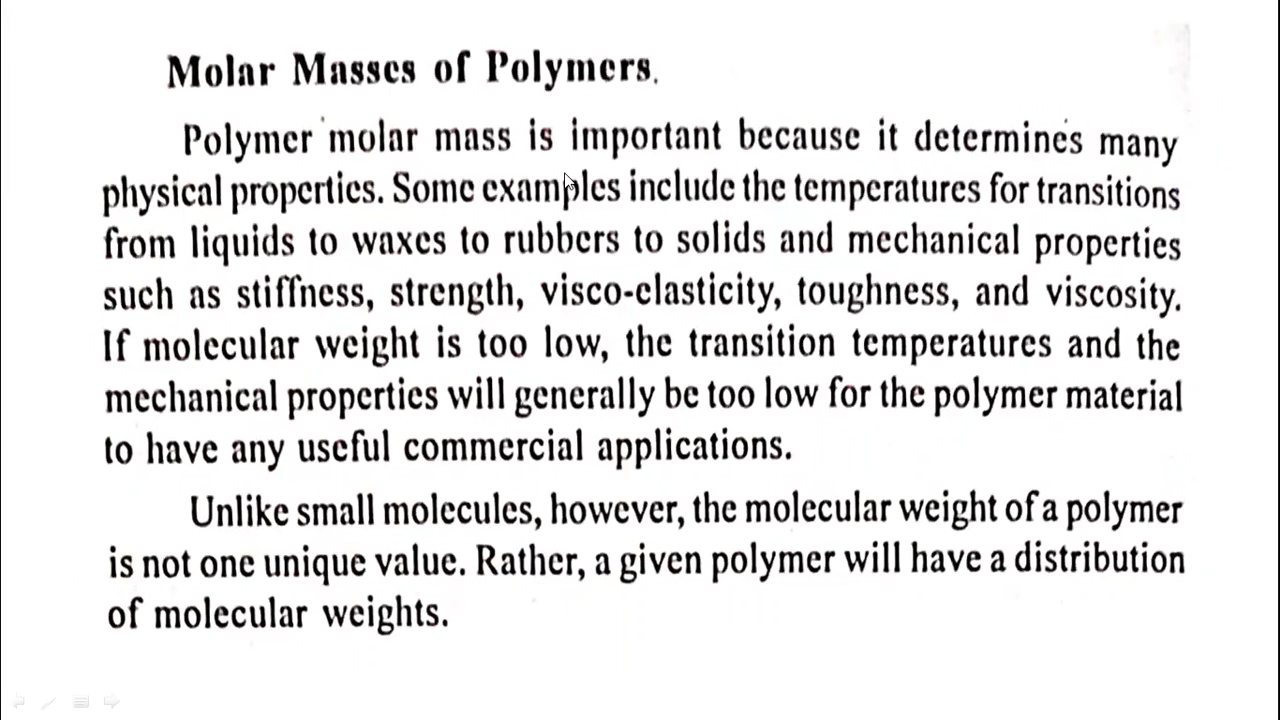 Molar Masses of Polymers.
Polymer molar mass is important because it determines many
physical properties. Some examples include the temperatures for transitions
from liquids to waxes to rubbers to solids and mechanical properties
such as stiffness, strength, visco-elasticity, toughness, and viscosity.
If molecular weight is too low, the transition temperatures and the
mechanical properties will generally be too low for the polymer material
to have any useful commercial applications.
Unlike small molecules, however, the molecular weight of a polymer
is not one unique value. Rather, a given polymer will have a distribution
of molecular weights.